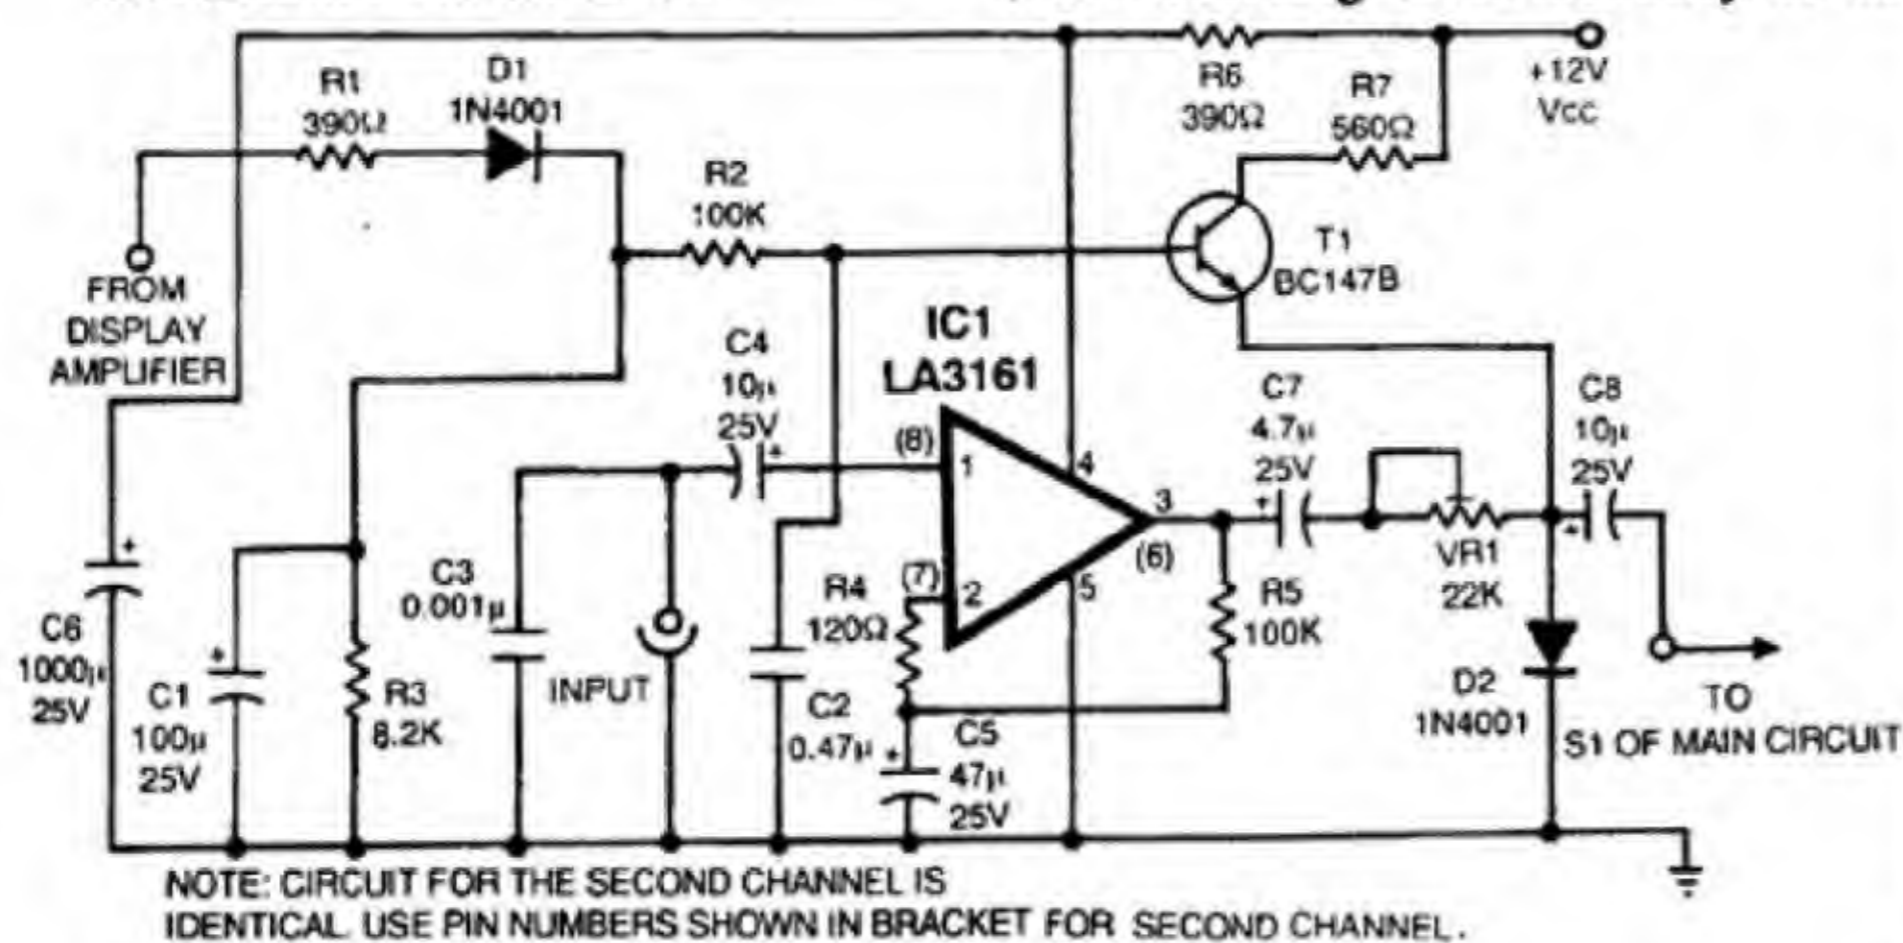 R1
390Ω
D1
1N4001
R6
390Ω
R7
560Ω
+12V
Vcc
R2
100K
T1
BC147B
FROM
DISPLAY
AMPLIFIER
IC1
LA3161
C4
10µ
25V
(8)
1
4
C7
4.7µ
25V
C8
10µ
25V
+
+
+
3
(6)
(7)
2
5
+
C6
1000µ
25V
+
C1
100µ
25V
R3
8.2K
C3
0.001µ
INPUT
R4
120Ω
C2
0.47µ
+
C5
47µ
25V
R5
100K
VR1
22K
D2
1N4001
TO
S1 OF MAIN CIRCUIT
NOTE: CIRCUIT FOR THE SECOND CHANNEL IS
IDENTICAL. USE PIN NUMBERS SHOWN IN BRACKET FOR SECOND CHANNEL.